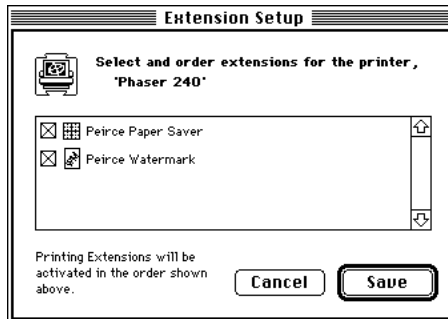 Extension Setup
Select and order extensions for the printer,
'Phaser 240'
Peirce Paper Saver
Peirce Watermark
Printing Extensions will be
activated in the order shown
above.
Cancel
Save